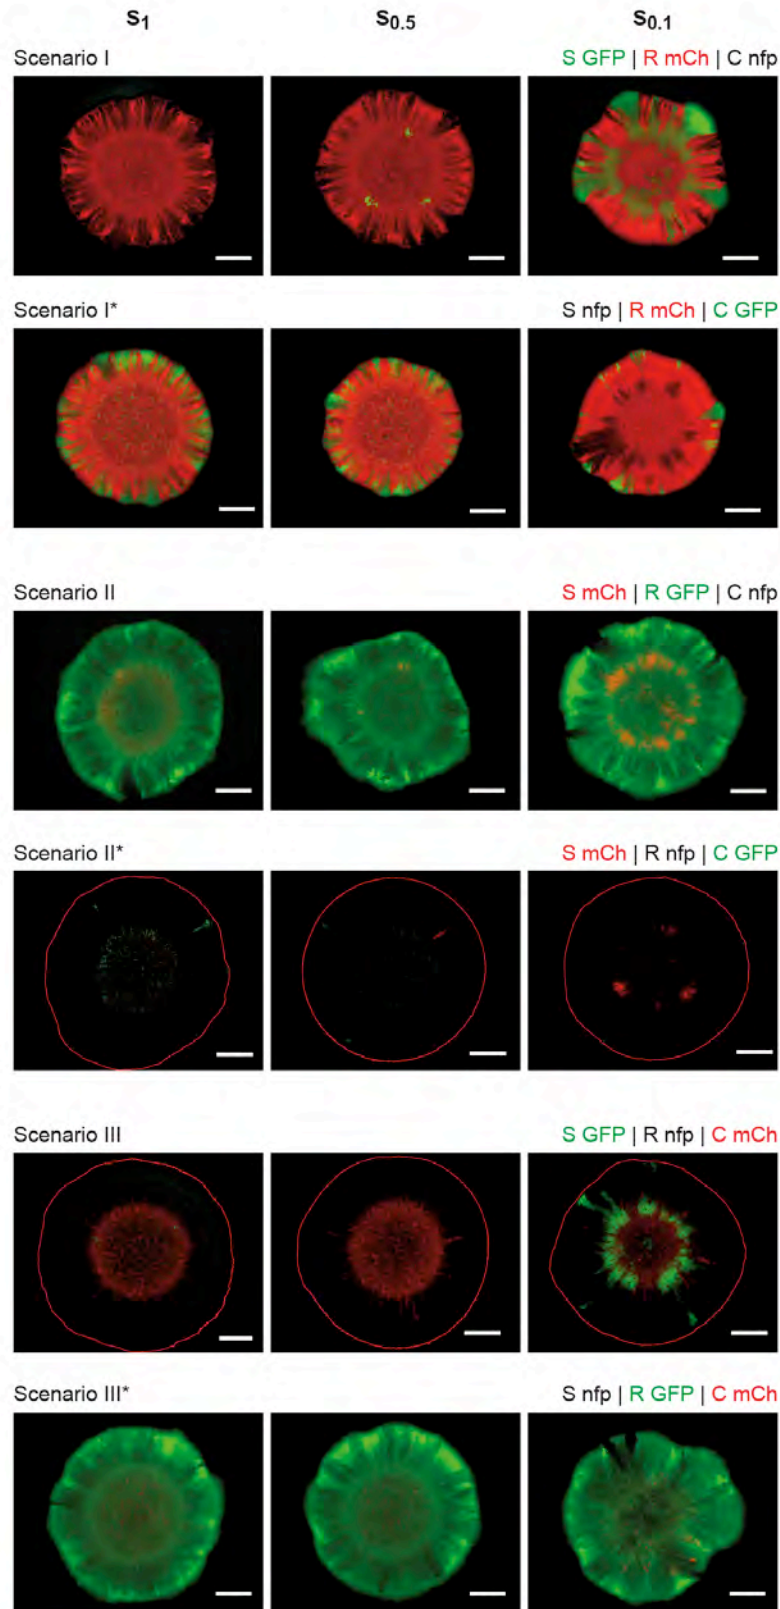 S1 S0.5 S0.1
Scenario I S GFP | R mCh | C nfp
Scenario I* S nfp | R mCh | C GFP
Scenario II S mCh | R GFP | C nfp
Scenario II* S mCh | R nfp | C GFP
Scenario III S GFP | R nfp | C mCh
Scenario III* S nfp | R GFP | C mCh